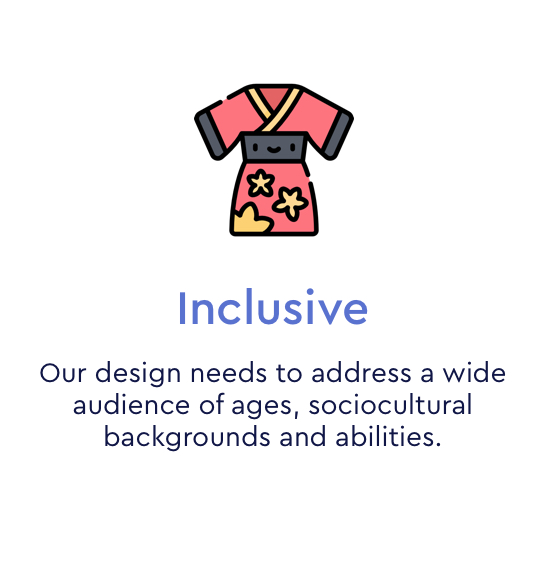 Inclusive
Our design needs to address a wide
audience of ages, sociocultural
backgrounds and abilities.